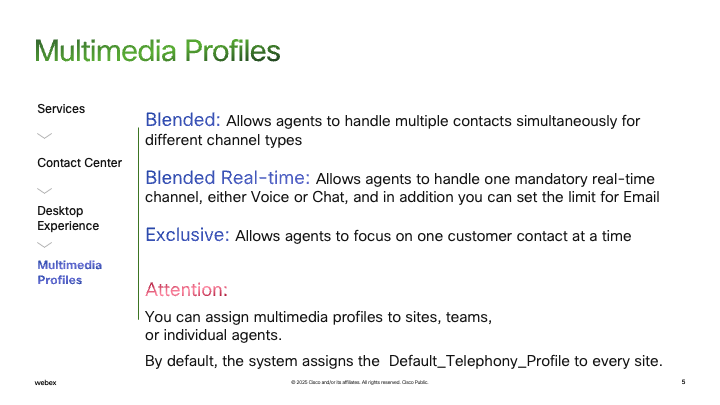 Multimedia Profiles
Services
Contact Center
Desktop
Experience
Multimedia
Profiles
Blended: Allows agents to handle multiple contacts simultaneously for
different channel types
Blended Real-time: Allows agents to handle one mandatory real-time
channel, either Voice or Chat, and in addition you can set the limit for Email
Exclusive: Allows agents to focus on one customer contact at a time
Attention:
You can assign multimedia profiles to sites, teams,
or individual agents.
By default, the system assigns the  Default_Telephony_Profile to every site.
webex
© 2025 Cisco and/or its affiliates. All rights reserved. Cisco Public.
5